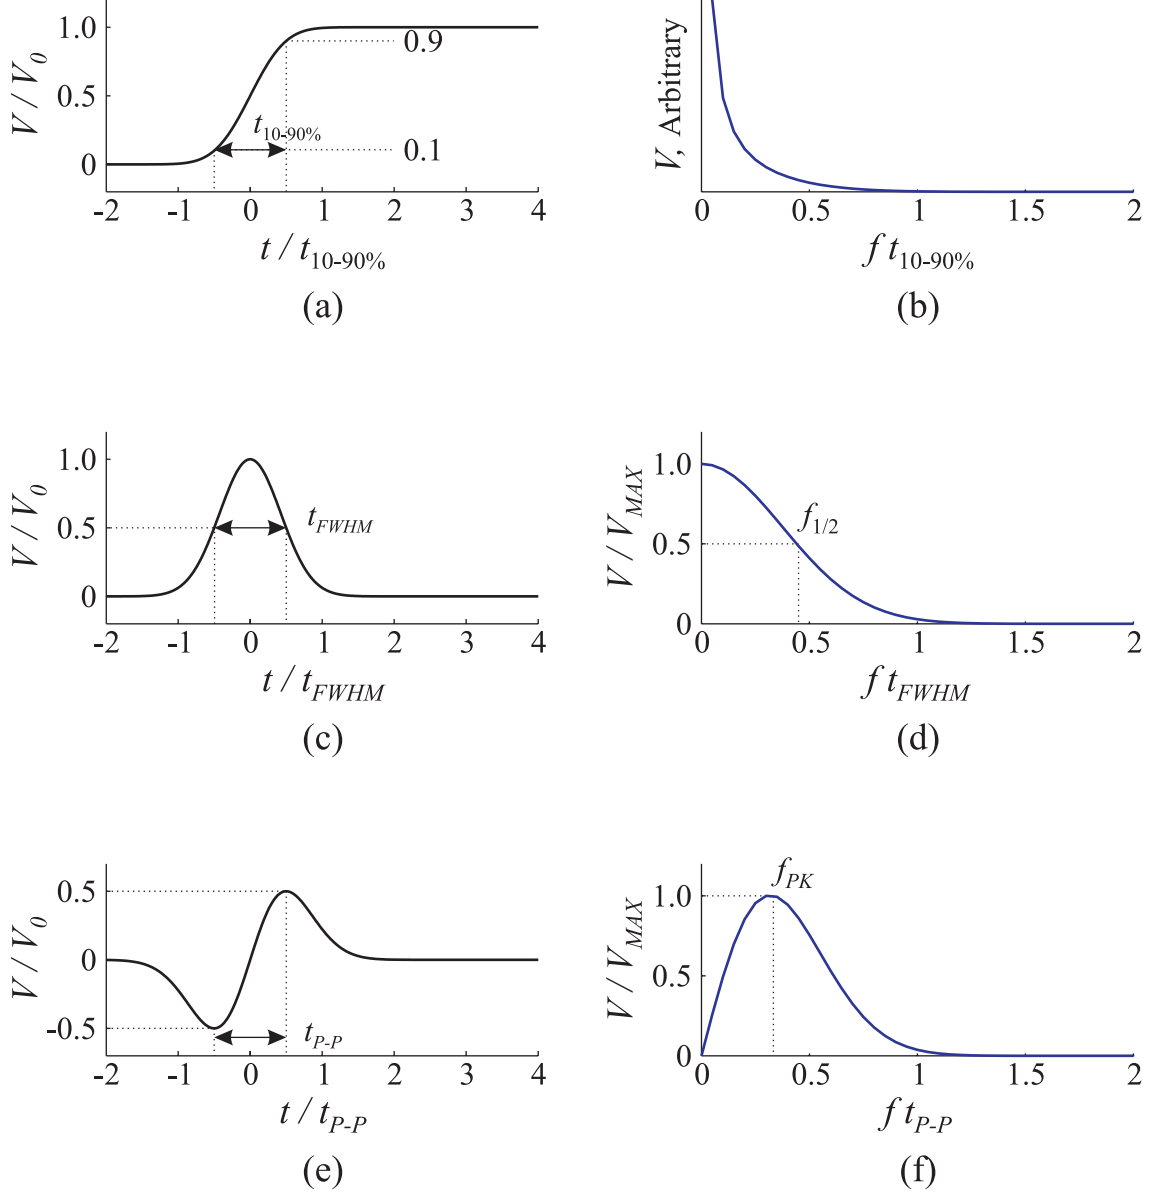 1.0
0.5
0
V / V0
0.9
0.1
t10-90%
-2 -1 0 1 2 3 4
t / t10-90%
(a)
V, Arbitrary
0 0.5 1 1.5 2
f t10-90%
(b)
1.0
0.5
0
V / V0
tFWHM
-2 -1 0 1 2 3 4
t / tFWHM
(c)
1.0
0.5
0
V / VMAX
f1/2
0 0.5 1 1.5 2
f tFWHM
(d)
0.5
0
-0.5
V / V0
tP-P
-2 -1 0 1 2 3 4
t / tP-P
(e)
1.0
0.5
0
V / VMAX
fPK
0 0.5 1 1.5 2
f tP-P
(f)